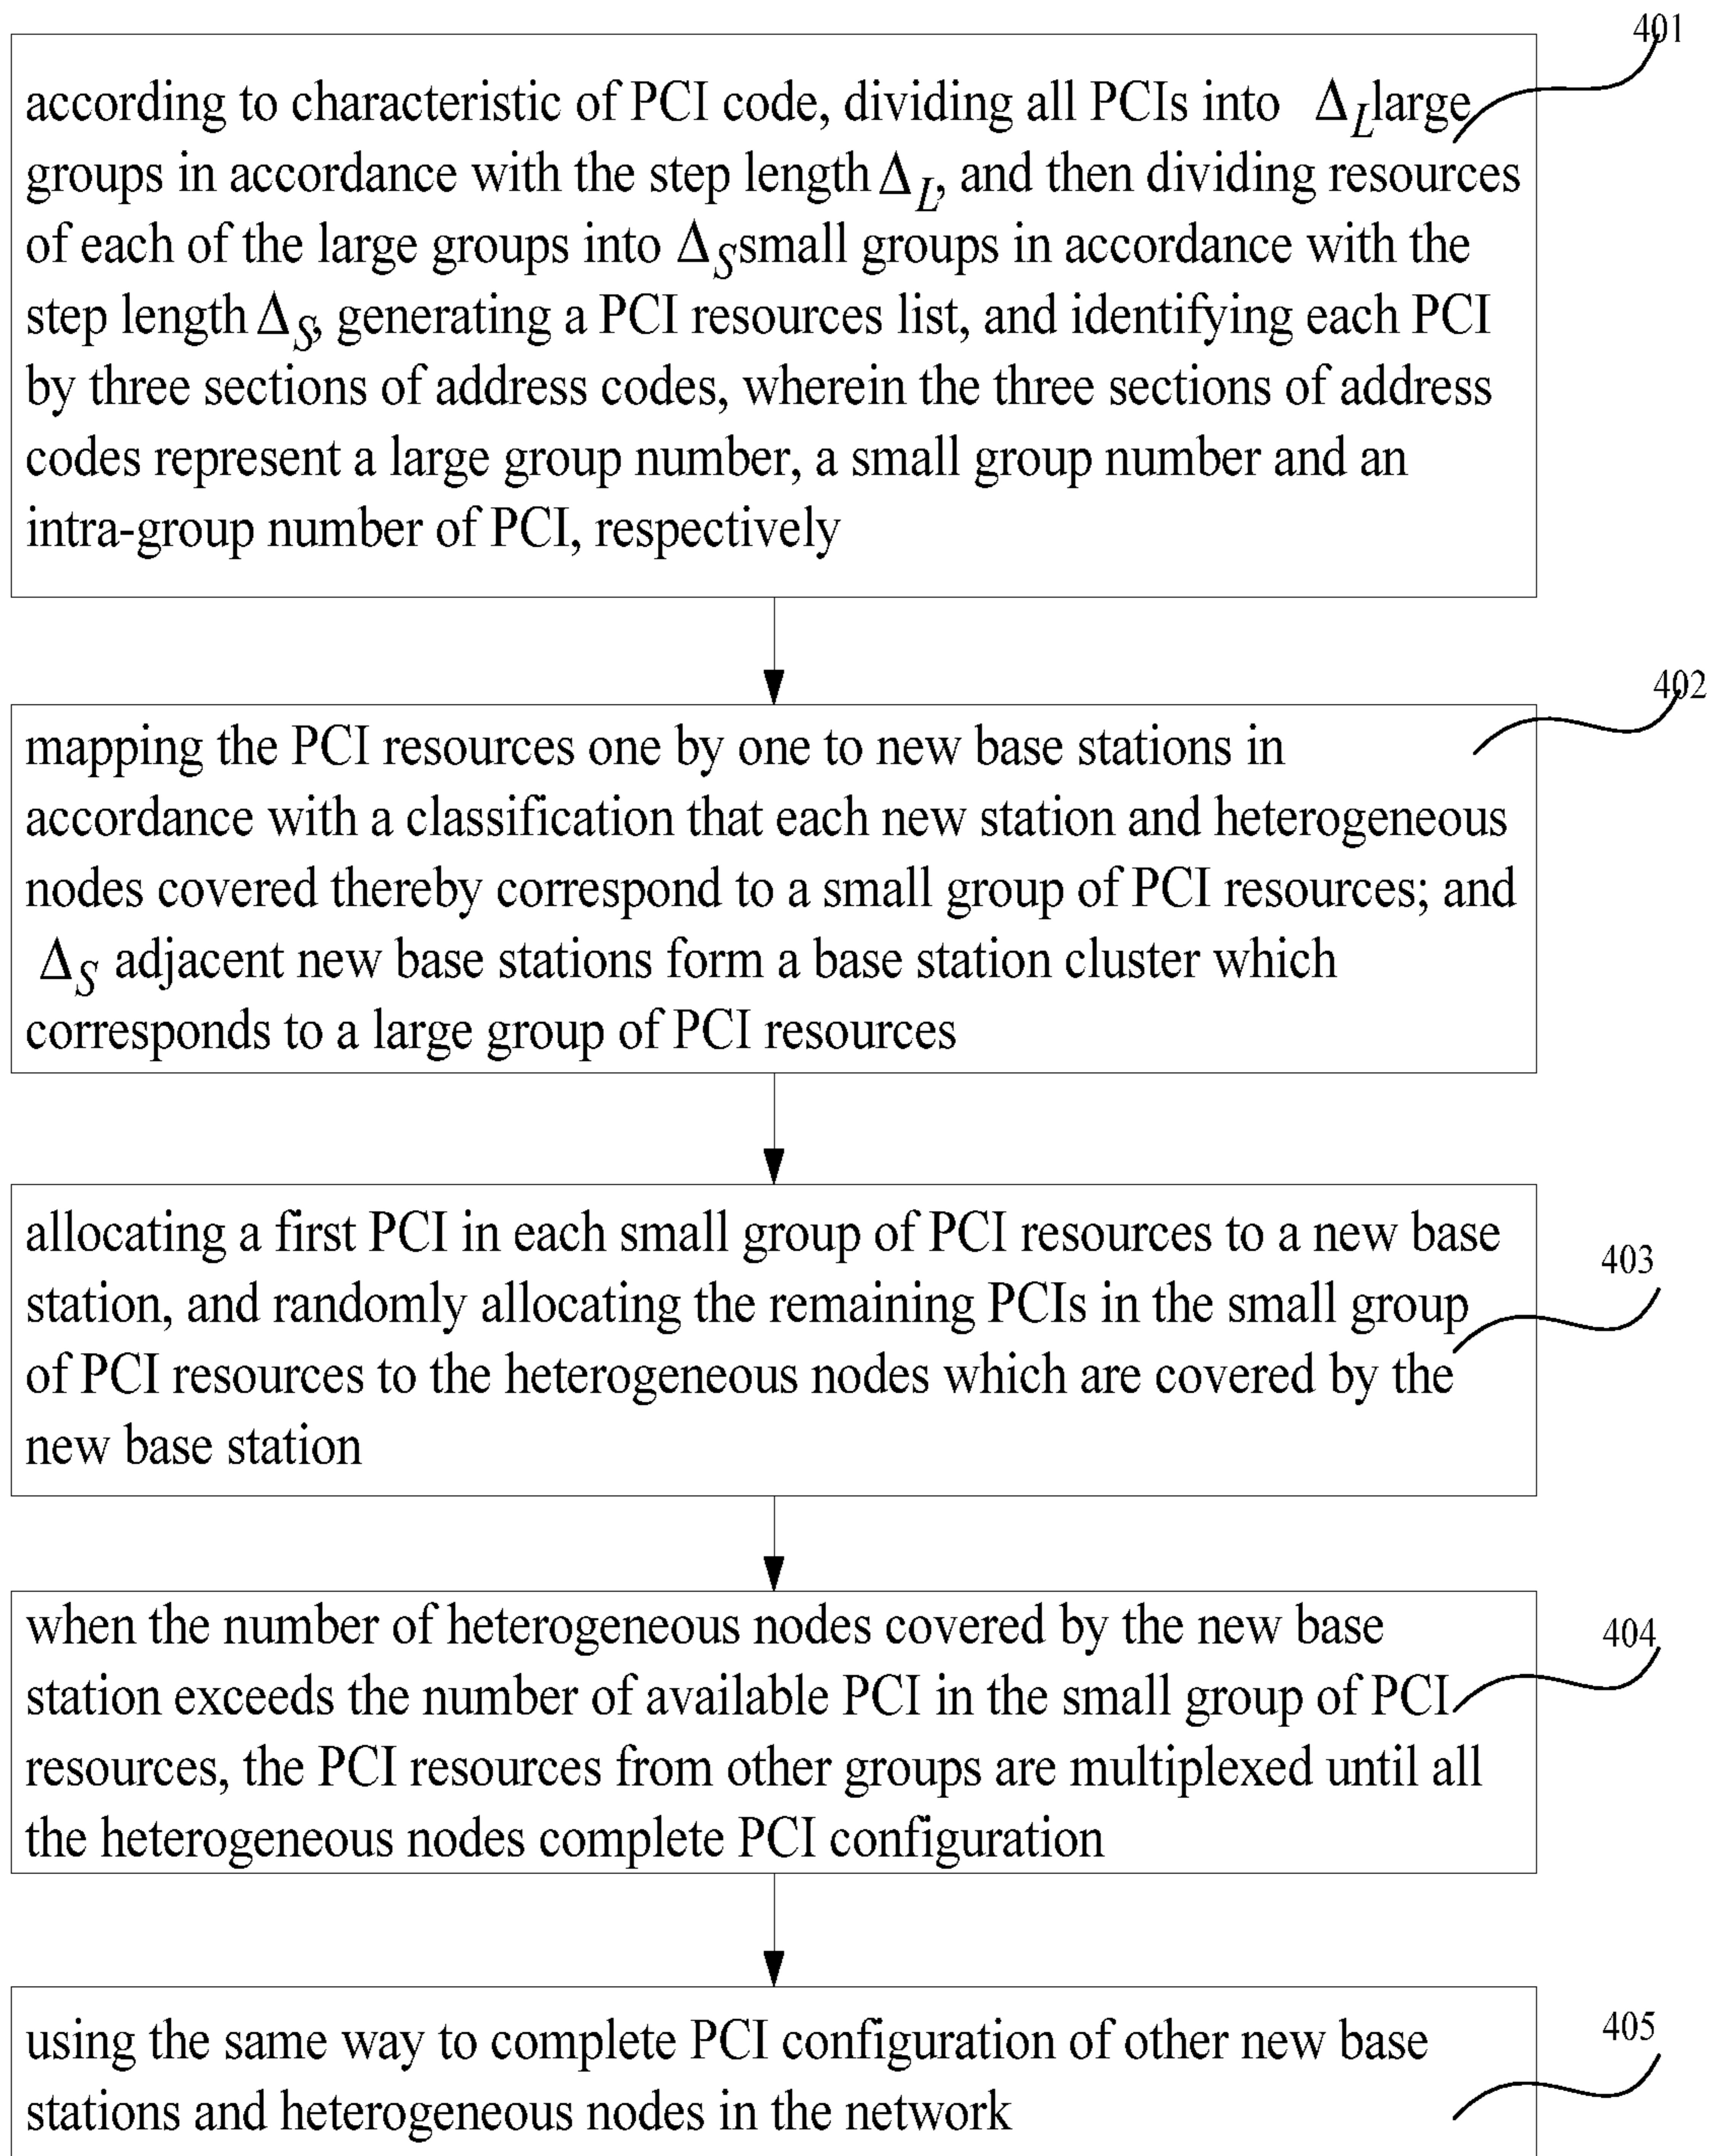 401
according to characteristic of PCI code, dividing all PCIs into Δ_L large
groups in accordance with the step length Δ_L, and then dividing resources
of each of the large groups into Δ_S small groups in accordance with the
step length Δ_S, generating a PCI resources list, and identifying each PCI
by three sections of address codes, wherein the three sections of address
codes represent a large group number, a small group number and an
intra-group number of PCI, respectively
402
mapping the PCI resources one by one to new base stations in
accordance with a classification that each new station and heterogeneous
nodes covered thereby correspond to a small group of PCI resources; and
Δ_S adjacent new base stations form a base station cluster which
corresponds to a large group of PCI resources
allocating a first PCI in each small group of PCI resources to a new base
403
station, and randomly allocating the remaining PCIs in the small group
of PCI resources to the heterogeneous nodes which are covered by the
new base station
when the number of heterogeneous nodes covered by the new base
404
station exceeds the number of available PCI in the small group of PCI
resources, the PCI resources from other groups are multiplexed until all
the heterogeneous nodes complete PCI configuration
405
using the same way to complete PCI configuration of other new base
stations and heterogeneous nodes in the network